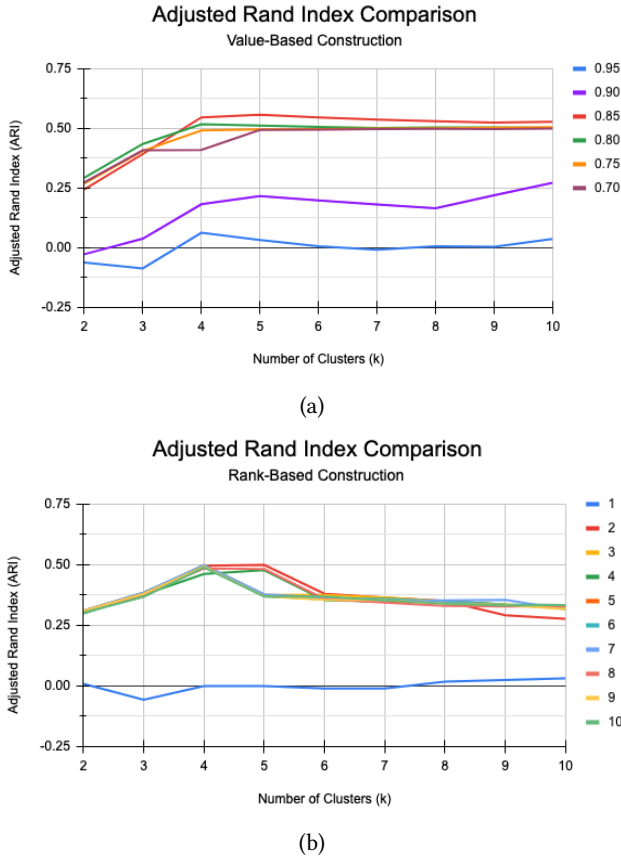 Adjusted Rand Index Comparison
Value-Based Construction
Adjusted Rand Index (ARI)
0.75
0.50
0.25
0.00
-0.25
2 3 4 5 6 7 8 9 10
Number of Clusters (k)
0.95
0.90
0.85
0.80
0.75
0.70
(a)
Adjusted Rand Index Comparison
Rank-Based Construction
Adjusted Rand Index (ARI)
0.75
0.50
0.25
0.00
-0.25
2 3 4 5 6 7 8 9 10
Number of Clusters (k)
1
2
3
4
5
6
7
8
9
10
(b)